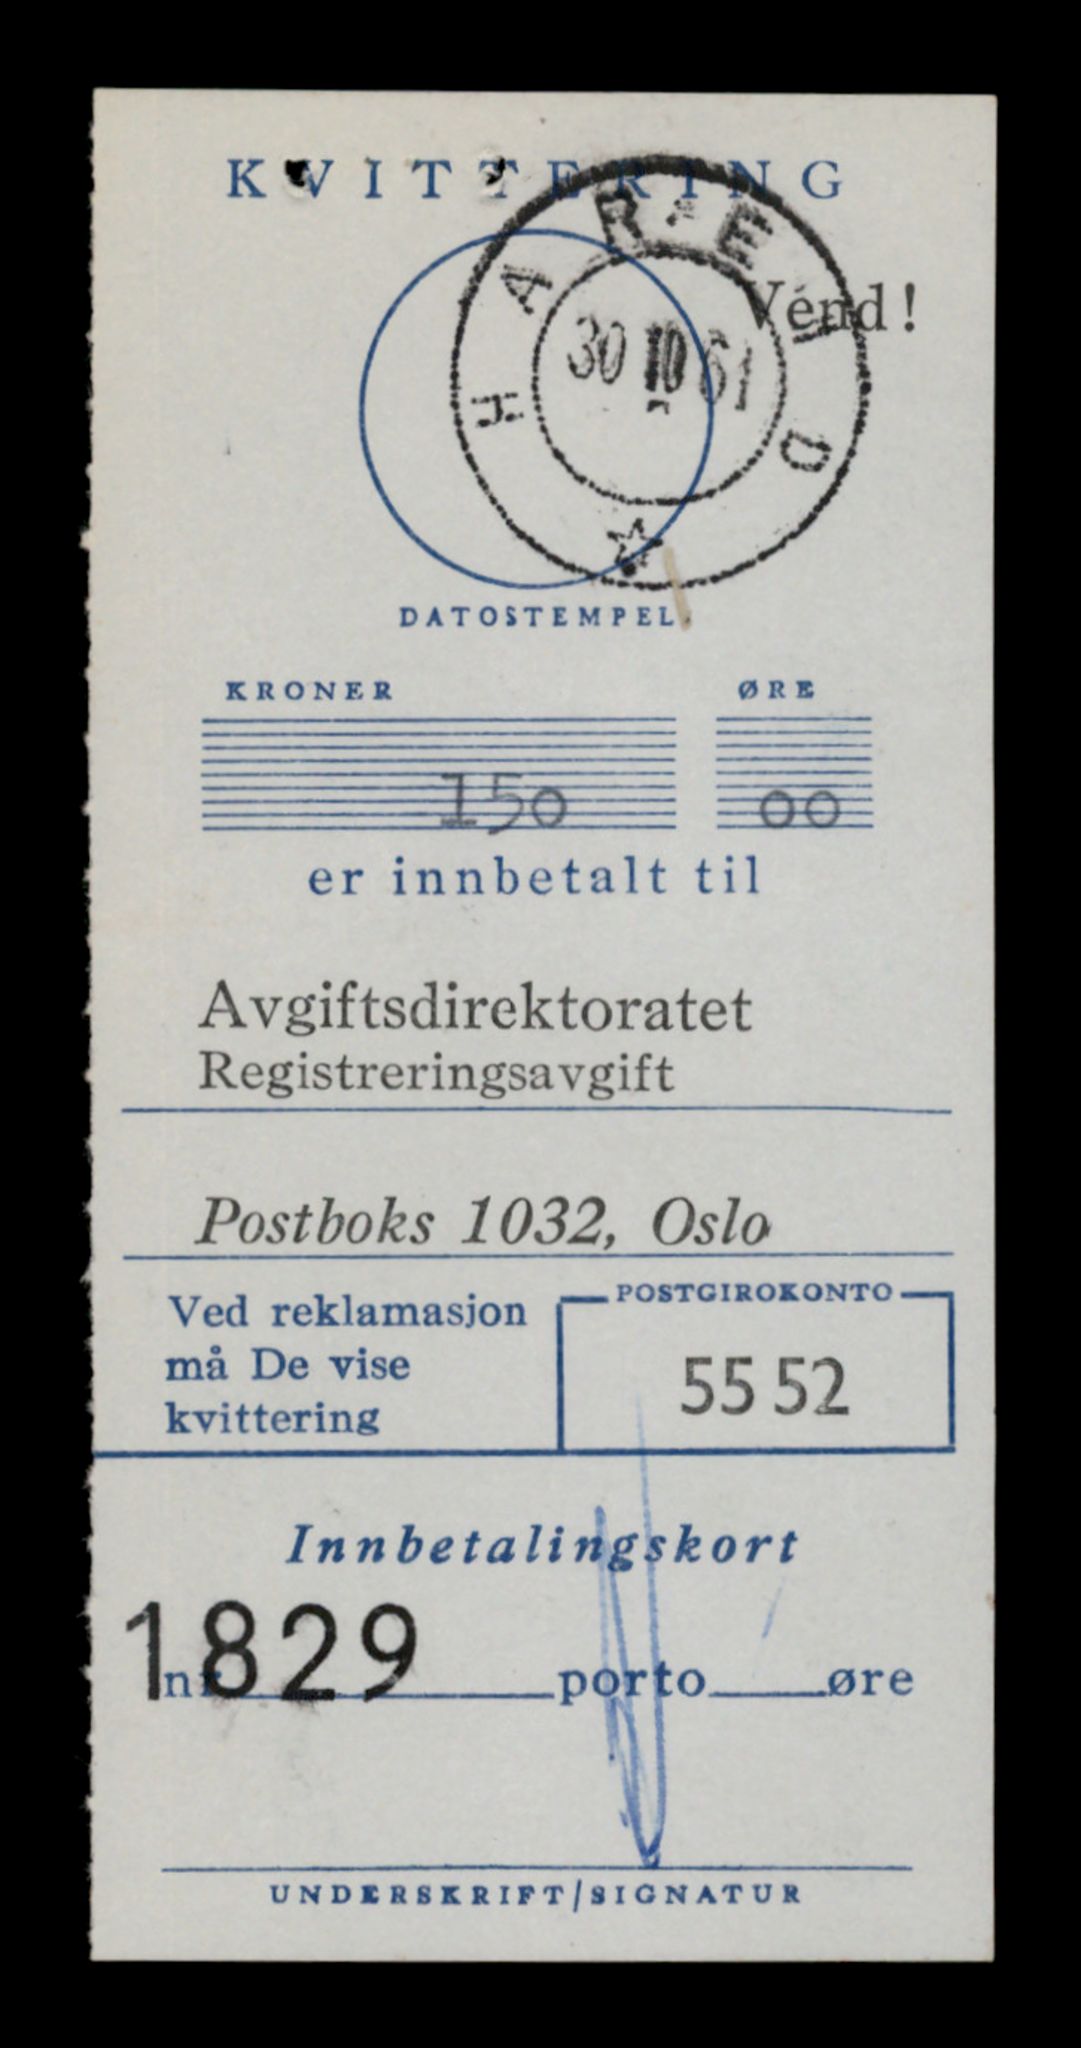 KVITTERING
HAREID
Vend!
30 10 61
DATOSTEMPEL
KRONER ØRE
150 00
er innbetalt til
Avgiftsdirektoratet
Registreringsavgift
Postboks 1032, Oslo
Ved reklamasjon
må De vise
kvittering
POSTGIROKONTO
55 52
Innbetalingskort
nr 1829 porto øre
UNDERSKRIFT/SIGNATUR